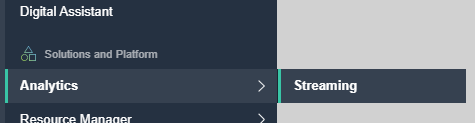 Digital Assistant
Solutions and Platform
Analytics
Streaming
Resource Manager